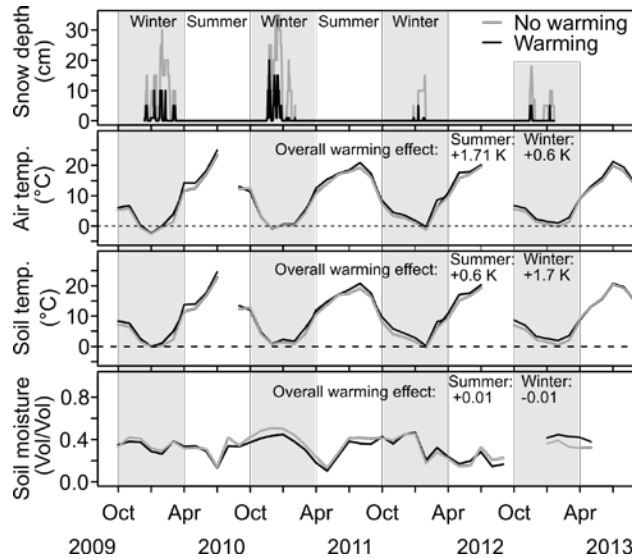 Winter Summer Winter Summer Winter
No warming
Warming
Snow depth
(cm)
30
20
10
0
Air temp.
(°C)
20
10
0
Overall warming effect:
Summer:
+1.71 K
Winter:
+0.6 K
Soil temp.
(°C)
20
10
0
Overall warming effect:
Summer:
+0.6 K
Winter:
+1.7 K
Soil moisture
(Vol/Vol)
0.8
0.4
0.0
Overall warming effect:
Summer:
+0.01
Winter:
-0.01
Oct Apr Oct Apr Oct Apr Oct Apr
2009 2010 2011 2012 2013